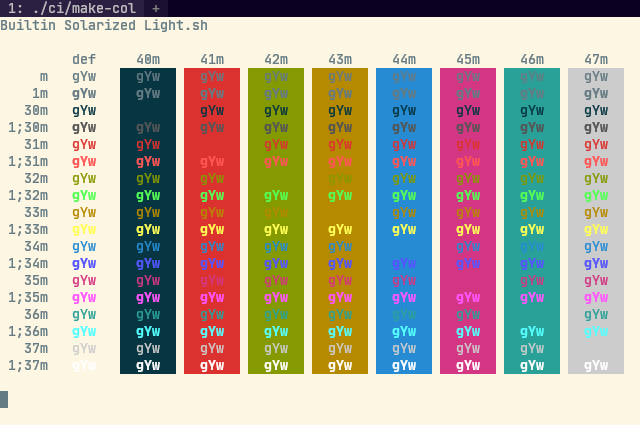 1: ./ci/make-col +
Builtin Solarized Light.sh
def 40m 41m 42m 43m 44m 45m 46m 47m
m gYw gYw gYw gYw gYw gYw gYw gYw gYw
1m gYw gYw gYw gYw gYw gYw gYw gYw gYw
30m gYw gYw gYw gYw gYw gYw gYw gYw
1;30m gYw gYw gYw gYw gYw gYw gYw gYw gYw
31m gYw gYw gYw gYw gYw gYw gYw gYw
1;31m gYw gYw gYw gYw gYw gYw gYw gYw gYw
32m gYw gYw gYw gYw gYw gYw gYw gYw
1;32m gYw gYw gYw gYw gYw gYw gYw gYw gYw
33m gYw gYw gYw gYw gYw gYw gYw gYw
1;33m gYw gYw gYw gYw gYw gYw gYw gYw gYw
34m gYw gYw gYw gYw gYw gYw gYw gYw
1;34m gYw gYw gYw gYw gYw gYw gYw gYw gYw
35m gYw gYw gYw gYw gYw gYw gYw gYw
1;35m gYw gYw gYw gYw gYw gYw gYw gYw gYw
36m gYw gYw gYw gYw gYw gYw gYw gYw
1;36m gYw gYw gYw gYw gYw gYw gYw gYw gYw
37m gYw gYw gYw gYw gYw gYw gYw gYw
1;37m gYw gYw gYw gYw gYw gYw gYw gYw gYw